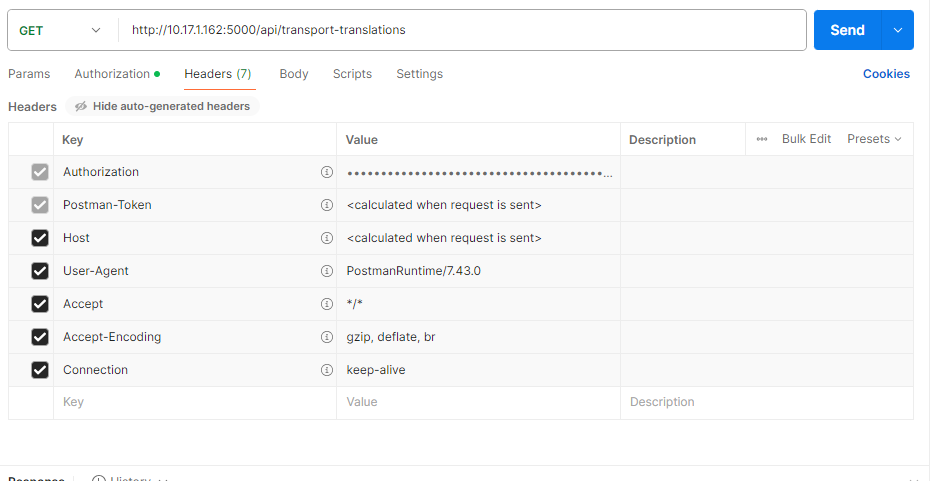 GET http://10.17.1.162:5000/api/transport-translations Send
Params Authorization Headers (7) Body Scripts Settings Cookies
Headers Hide auto-generated headers
Key Value Description ••• Bulk Edit Presets
Authorization ••••••••••••••••••••••••••••••••••••••...
Postman-Token <calculated when request is sent>
Host <calculated when request is sent>
User-Agent PostmanRuntime/7.43.0
Accept */*
Accept-Encoding gzip, deflate, br
Connection keep-alive
Key Value Description
Response History